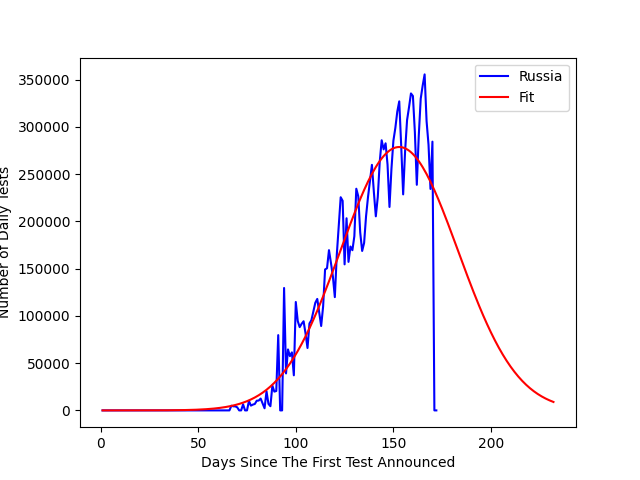 350000
300000
250000
200000
150000
100000
50000
0
Number of Daily Tests
0 50 100 150 200
Days Since The First Test Announced
Russia
Fit